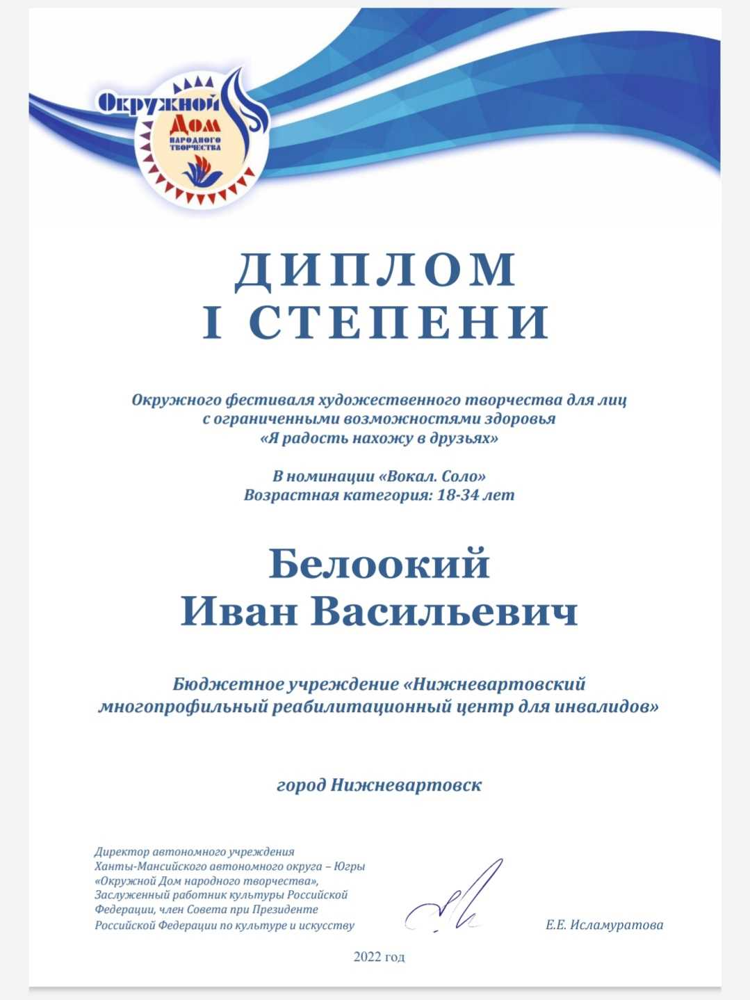 Окружной
Дом
народного
творчества
ДИПЛОМ
I СТЕПЕНИ
Окружного фестиваля художественного творчества для лиц
с ограниченными возможностями здоровья
«Я радость нахожу в друзьях»
В номинации «Вокал. Соло»
Возрастная категория: 18-34 лет
Белоокий
Иван Васильевич
Бюджетное учреждение «Нижневартовский
многопрофильный реабилитационный центр для инвалидов»
город Нижневартовск
Директор автономного учреждения
Ханты-Мансийского автономного округа – Югры
«Окружной Дом народного творчества»,
Заслуженный работник культуры Российской
Федерации, член Совета при Президенте
Российской Федерации по культуре и искусству
Е.Е. Исламуратова
2022 год